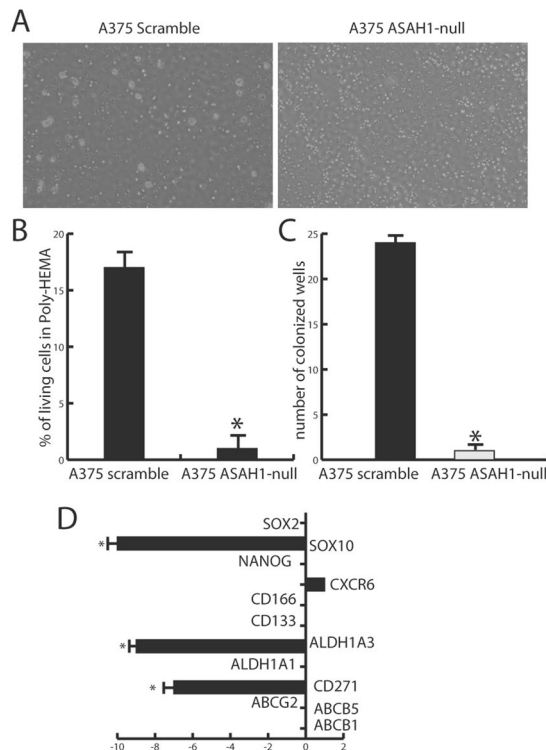 A
A375 Scramble
A375 ASAH1-null
B
% of living cells in Poly-HEMA
20
15
10
5
0
*
A375 scramble
A375 ASAH1-null
C
number of colonized wells
25
20
15
10
5
0
*
A375 scramble
A375 ASAH1-null
D
SOX2
* SOX10
NANOG
CXCR6
CD166
CD133
* ALDH1A3
ALDH1A1
* CD271
ABCG2
ABCB5
ABCB1
-10 -8 -6 -4 -2 0 2